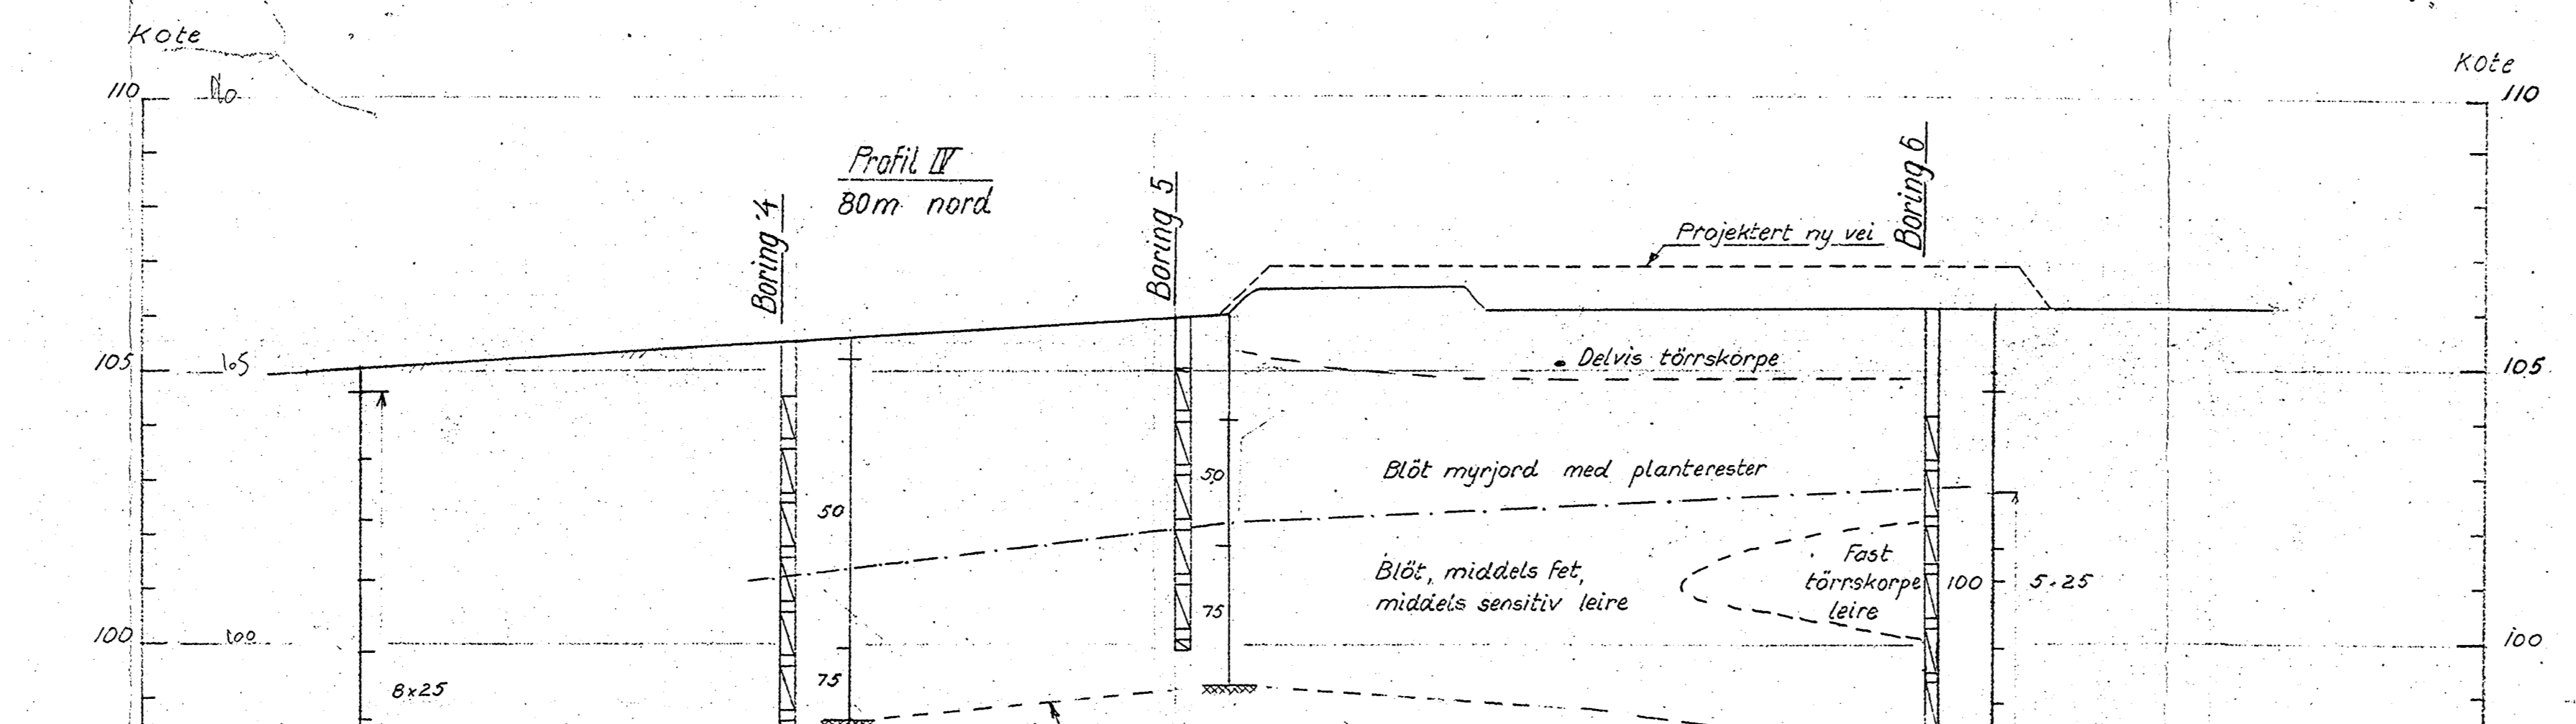 Kote
Kote
110
110
110
Profil IV
80m nord
Boring 4
Boring 5
Boring 6
Projektert ny vei
105
105
105
Delvis törrskorpe
Blöt myrjord med planterester
50
50
Blöt, middels fet,
middels sensitiv leire
Fast
törrskorpe
leire
100
5·25
75
100
100
100
8x25
75